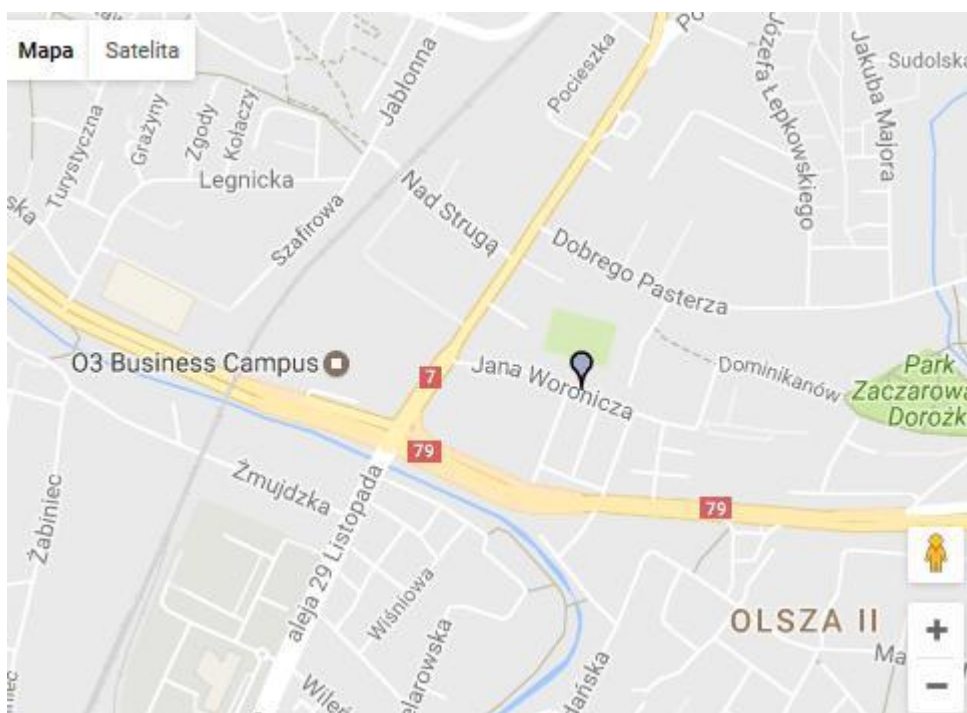 Mapa
Satelita
Turystyczna
Grażyny
Zgody
Kołaczy
Jabłonna
Pocieszka
Józefa Łepkowskiego
Jakuba Majora
Sudolska
Legnicka
Szafirowa
Nad Strugą
Dobrego Pasterza
O3 Business Campus
7
Jana Woronicza
Dominikanów
Park
Zaczarowa
Dorożk
79
79
Żmujdzka
Żabiniec
aleja 29 Listopada
Wiśniowa
OLSZA II
+
−